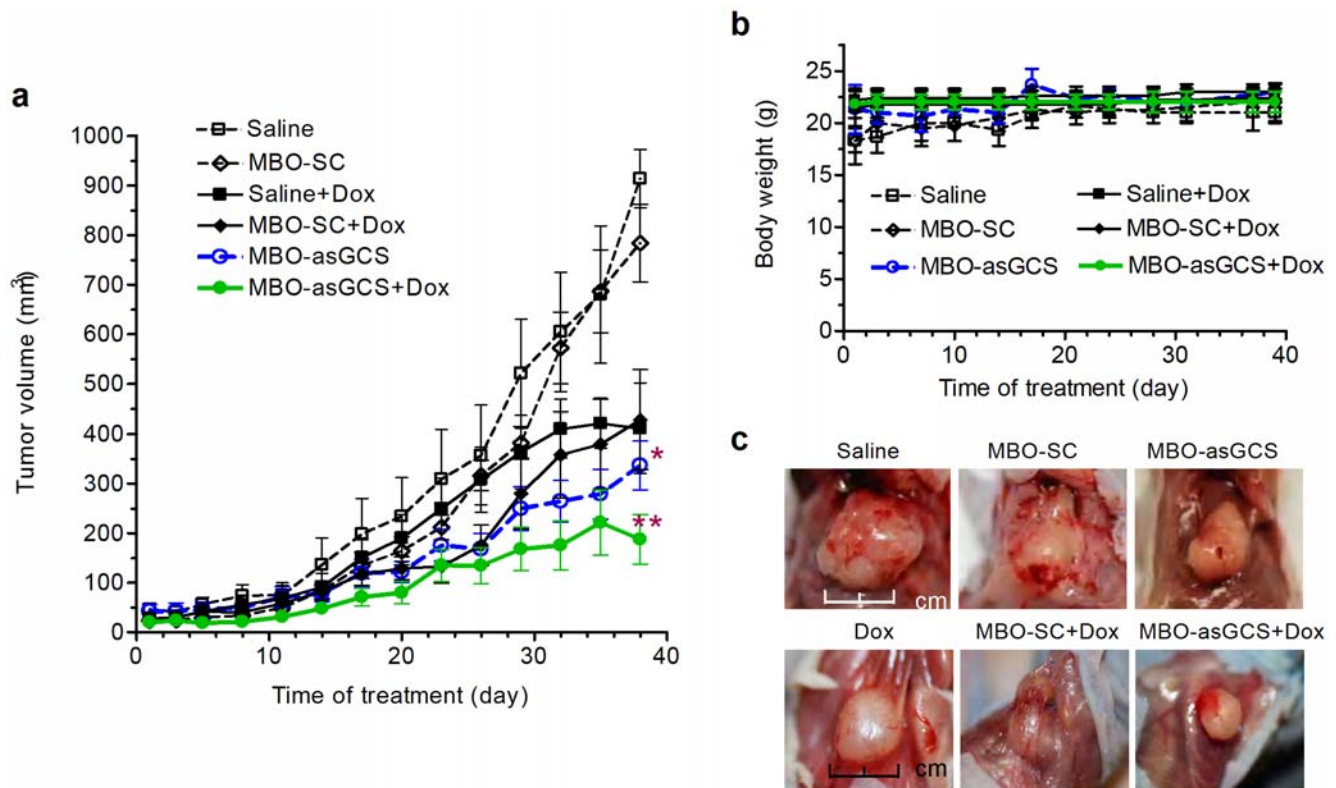 a
1000
900
800
700
600
500
400
300
200
100
0
Tumor volume (mm3)
Saline
MBO-SC
Saline+Dox
MBO-SC+Dox
MBO-asGCS
MBO-asGCS+Dox
*
**
0 10 20 30 40
Time of treatment (day)
b
25
20
15
10
5
0
Body weight (g)
Saline Saline+Dox
MBO-SC MBO-SC+Dox
MBO-asGCS MBO-asGCS+Dox
0 10 20 30 40
Time of treatment (day)
c
Saline MBO-SC MBO-asGCS
cm
Dox MBO-SC+Dox MBO-asGCS+Dox
cm